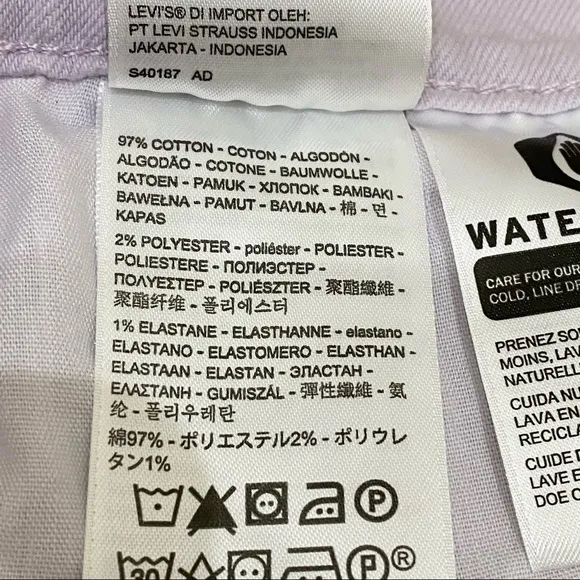 LEVI'S® DI IMPORT OLEH:
PT LEVI STRAUSS INDONESIA
JAKARTA - INDONESIA
S40187 AD
97% COTTON - COTON - ALGODÓN -
ALGODÃO - COTONE - BAUMWOLLE -
KATOEN - PAMUK - ХЛОПОК - BAMBAKI -
BAWEŁNA - PAMUT - BAVLNA - 棉 - 면 -
KAPAS
2% POLYESTER - poliéster - POLIESTER -
POLIESTERE - ПОЛИЭСТЕР -
ΠΟΛΥΕΣΤΕΡ - POLIÉSZTER - 聚酯纖維 -
聚酯纤维 - 폴리에스터
1% ELASTANE - ELASTHANNE - elastano -
ELASTANO - ELASTOMERO - ELASTHAN -
ELASTAAN - ELASTAN - ЭЛАСТАН -
ΕΛΑΣΤΑΝΗ - GUMISZÁL - 彈性纖維 - 氨
纶 - 폴리우레탄
綿97% - ポリエステル2% - ポリウレ
タン1%
P
30 P®
WATE
CARE FOR OUR
COLD, LINE DR
PRENEZ SO
MOINS, LAV
NATURELLE
CUIDA NU
LAVA EN
RECICLA
CUIDE D
LAVE E
DOE O